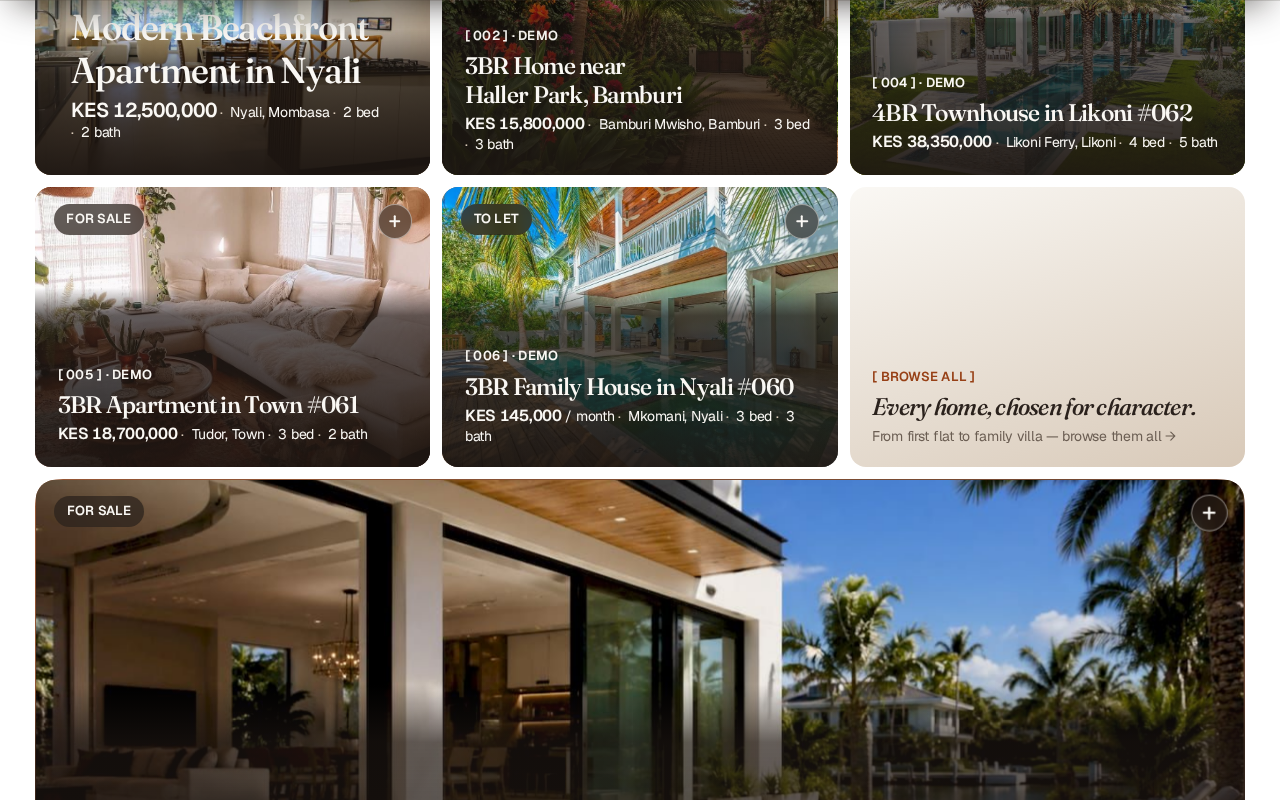 Modern Beachfront
Apartment in Nyali
KES 12,500,000 · Nyali, Mombasa · 2 bed
· 2 bath
[ 002 ] · DEMO
3BR Home near
Haller Park, Bamburi
KES 15,800,000 · Bamburi Mwisho, Bamburi · 3 bed
· 3 bath
[ 004 ] · DEMO
4BR Townhouse in Likoni #062
KES 38,350,000 · Likoni Ferry, Likoni · 4 bed · 5 bath
FOR SALE
+
[ 005 ] · DEMO
3BR Apartment in Town #061
KES 18,700,000 · Tudor, Town · 3 bed · 2 bath
TO LET
+
[ 006 ] · DEMO
3BR Family House in Nyali #060
KES 145,000 / month · Mkomani, Nyali · 3 bed · 3
bath
[ BROWSE ALL ]
Every home, chosen for character.
From first flat to family villa — browse them all →
FOR SALE
+